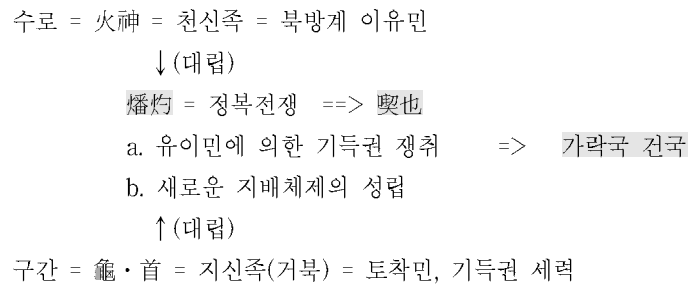 수로 = 火神 = 천신족 = 북방계 이유민
↓(대립)
燔灼 = 정복전쟁 ==> 喫也
a. 유이민에 의한 기득권 쟁취 => 가락국 건국
b. 새로운 지배체제의 성립
↑(대립)
구간 = 龜·首 = 지신족(거북) = 토착민, 기득권 세력